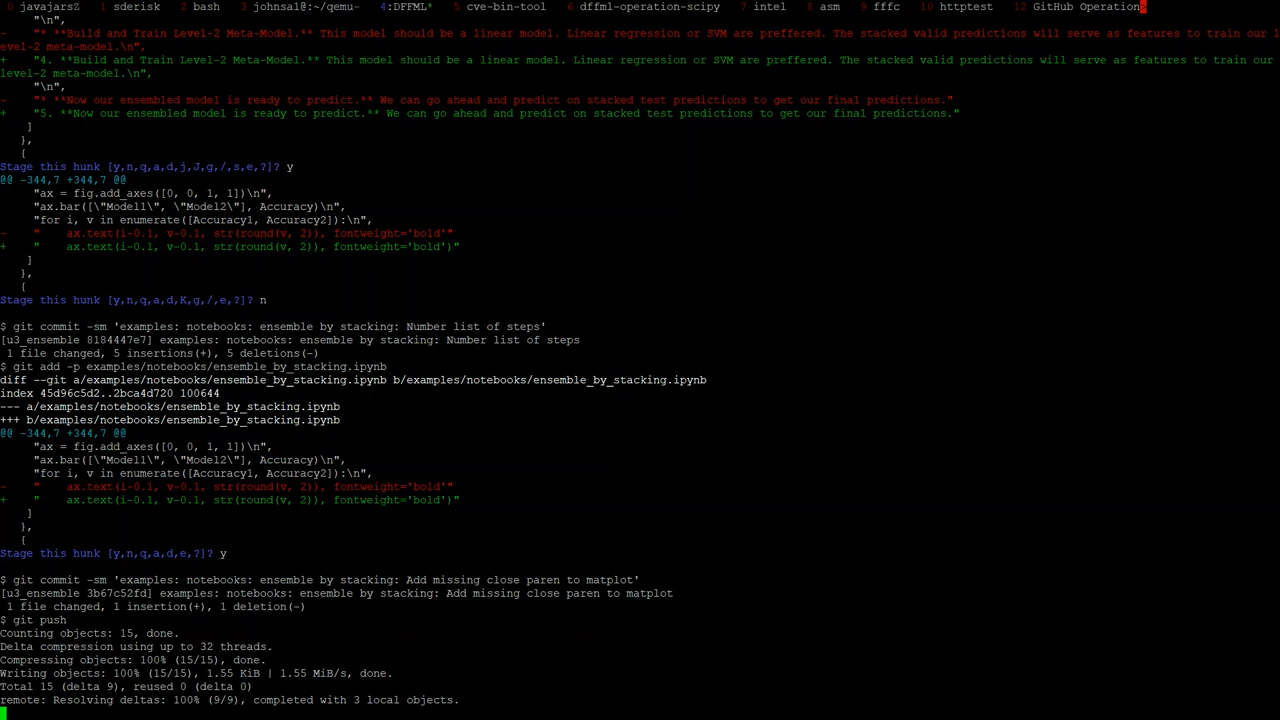 0 javajarsZ  1 sderisk  2 bash  3 johnsa1@:~/qemu-  4:DFFML*  5 cve-bin-tool  6 dffml-operation-scipy  7 intel  8 asm  9 fffc  10 httptest  12 GitHub Operation>
     "\n",
-    "* **Build and Train Level-2 Meta-Model.** This model should be a linear model. Linear regression or SVM are preffered. The stacked valid predictions will serve as features to train our l
evel-2 meta-model.\n",
+    "4. **Build and Train Level-2 Meta-Model.** This model should be a linear model. Linear regression or SVM are preffered. The stacked valid predictions will serve as features to train our
level-2 meta-model.\n",
     "\n",
-    "* **Now our ensembled model is ready to predict.** We can go ahead and predict on stacked test predictions to get our final predictions."
+    "5. **Now our ensembled model is ready to predict.** We can go ahead and predict on stacked test predictions to get our final predictions."
    ]
   },
   {
Stage this hunk [y,n,q,a,d,j,J,g,/,s,e,?]? y
@@ -344,7 +344,7 @@
     "ax = fig.add_axes([0, 0, 1, 1])\n",
     "ax.bar([\"Model1\", \"Model2\"], Accuracy)\n",
     "for i, v in enumerate([Accuracy1, Accuracy2]):\n",
-    "    ax.text(i-0.1, v-0.1, str(round(v, 2)), fontweight='bold'"
+    "    ax.text(i-0.1, v-0.1, str(round(v, 2)), fontweight='bold')"
    ]
   },
   {
Stage this hunk [y,n,q,a,d,K,g,/,e,?]? n
$ git commit -sm 'examples: notebooks: ensemble by stacking: Number list of steps'
[u3_ensemble 8184447e7] examples: notebooks: ensemble by stacking: Number list of steps
 1 file changed, 5 insertions(+), 5 deletions(-)
$ git add -p examples/notebooks/ensemble_by_stacking.ipynb
diff --git a/examples/notebooks/ensemble_by_stacking.ipynb b/examples/notebooks/ensemble_by_stacking.ipynb
index 45d96c5d2..2bca4d720 100644
--- a/examples/notebooks/ensemble_by_stacking.ipynb
+++ b/examples/notebooks/ensemble_by_stacking.ipynb
@@ -344,7 +344,7 @@
     "ax = fig.add_axes([0, 0, 1, 1])\n",
     "ax.bar([\"Model1\", \"Model2\"], Accuracy)\n",
     "for i, v in enumerate([Accuracy1, Accuracy2]):\n",
-    "    ax.text(i-0.1, v-0.1, str(round(v, 2)), fontweight='bold'"
+    "    ax.text(i-0.1, v-0.1, str(round(v, 2)), fontweight='bold')"
    ]
   },
   {
Stage this hunk [y,n,q,a,d,e,?]? y
$ git commit -sm 'examples: notebooks: ensemble by stacking: Add missing close paren to matplot'
[u3_ensemble 3b67c52fd] examples: notebooks: ensemble by stacking: Add missing close paren to matplot
 1 file changed, 1 insertion(+), 1 deletion(-)
$ git push
Counting objects: 15, done.
Delta compression using up to 32 threads.
Compressing objects: 100% (15/15), done.
Writing objects: 100% (15/15), 1.55 KiB | 1.55 MiB/s, done.
Total 15 (delta 9), reused 0 (delta 0)
remote: Resolving deltas: 100% (9/9), completed with 3 local objects.